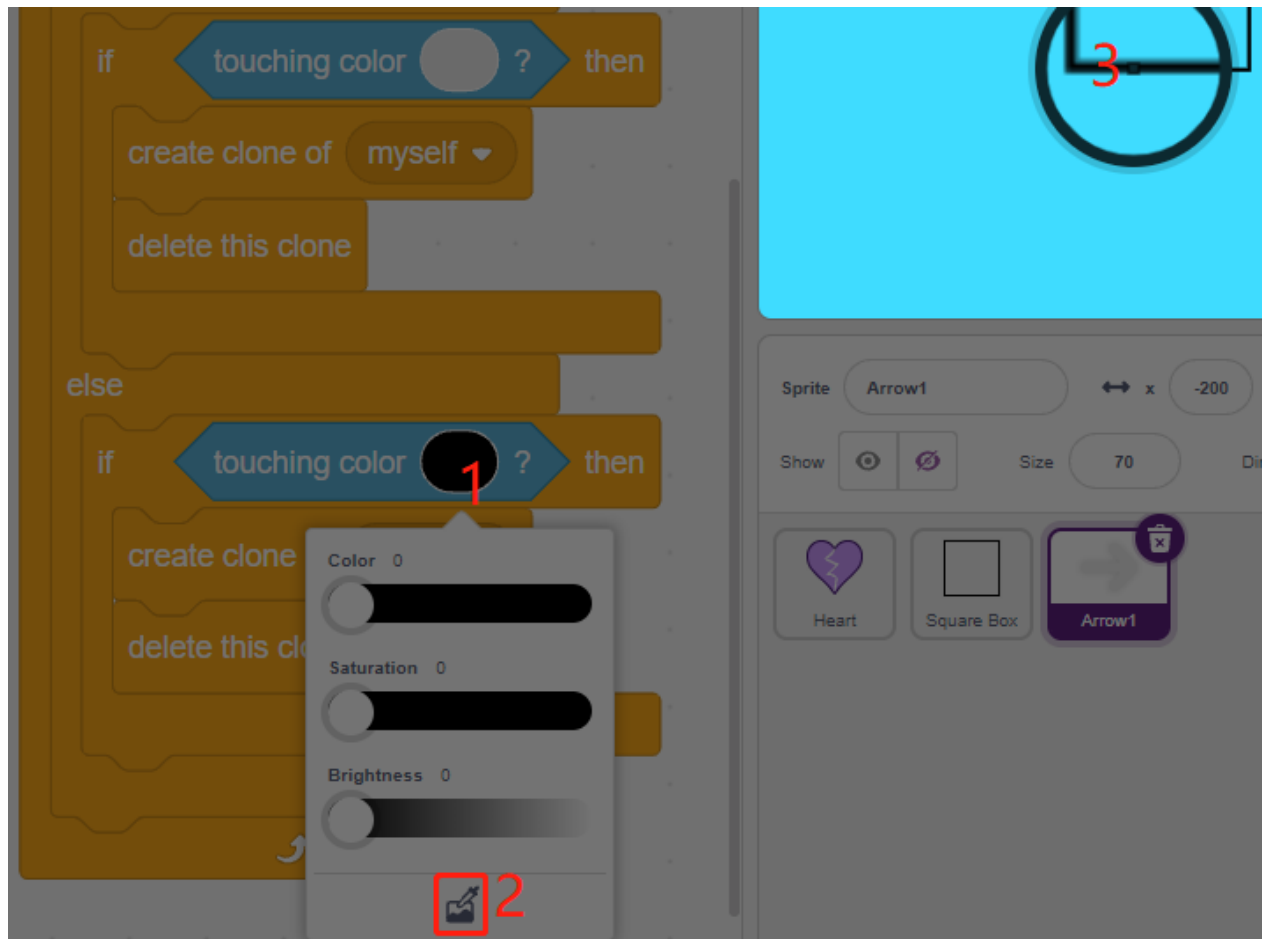 if touching color ? then
create clone of myself
delete this clone
else
if touching color 1 ? then
create clone
delete this clo
Color 0
Saturation 0
Brightness 0
2
3
Sprite Arrow1 x -200
Show Size 70 Dir
Heart Square Box Arrow1